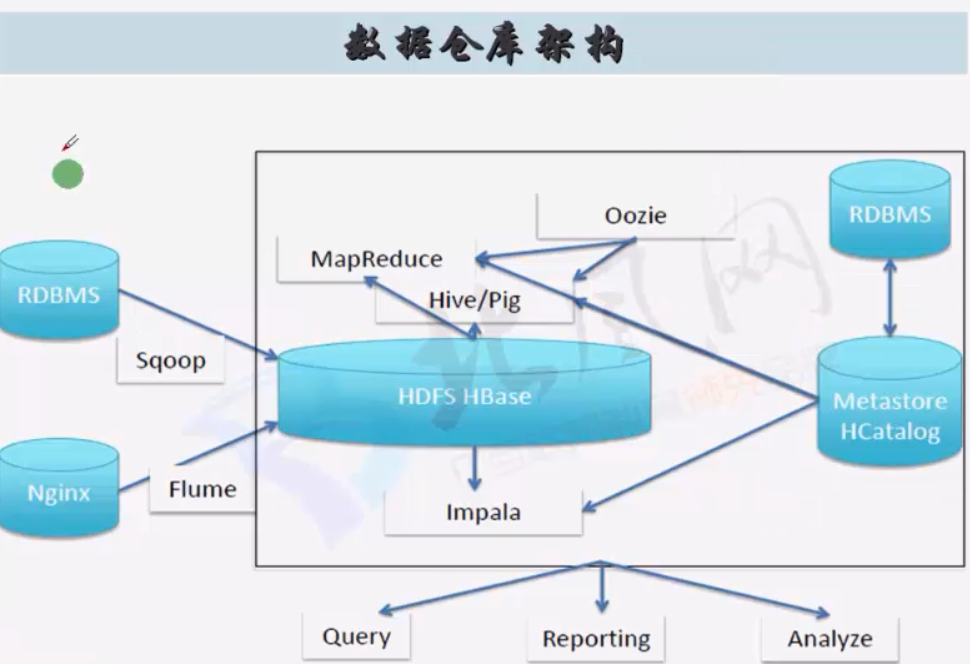 数据仓库架构
Oozie
RDBMS
MapReduce
RDBMS
Hive/Pig
Sqoop
HDFS HBase
Metastore
HCatalog
Nginx
Flume
Impala
Query
Reporting
Analyze